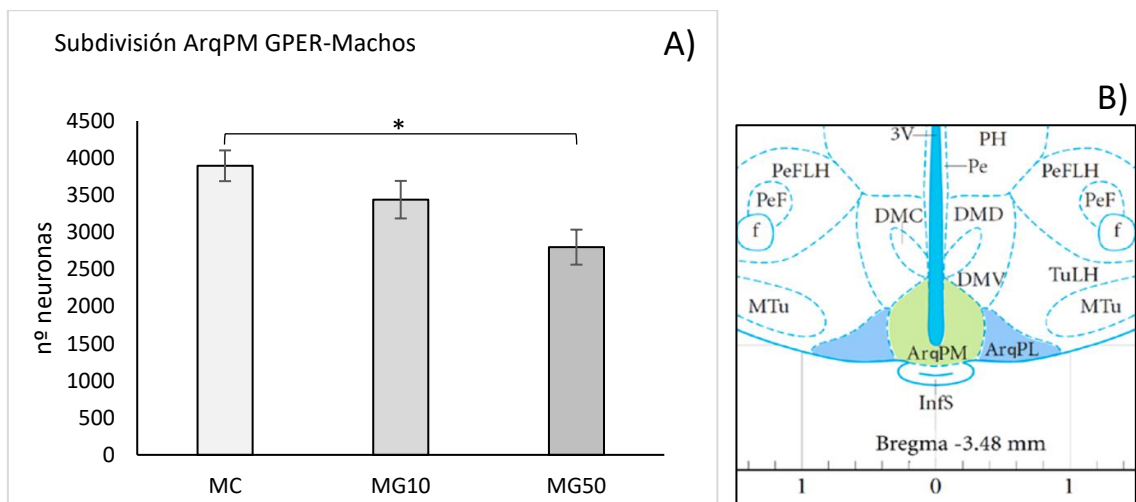 Subdivisión ArqPM GPER-Machos
A)
nº neuronas
4500
4000
3500
3000
2500
2000
1500
1000
500
0
*
MC MG10 MG50
B)
3V PH
Pe
PeFLH PeFLH
PeF PeF
f f
DMC DMD
DMV TuLH
MTu MTu
ArqPM ArqPL
InfS
Bregma -3.48 mm
1 0 1